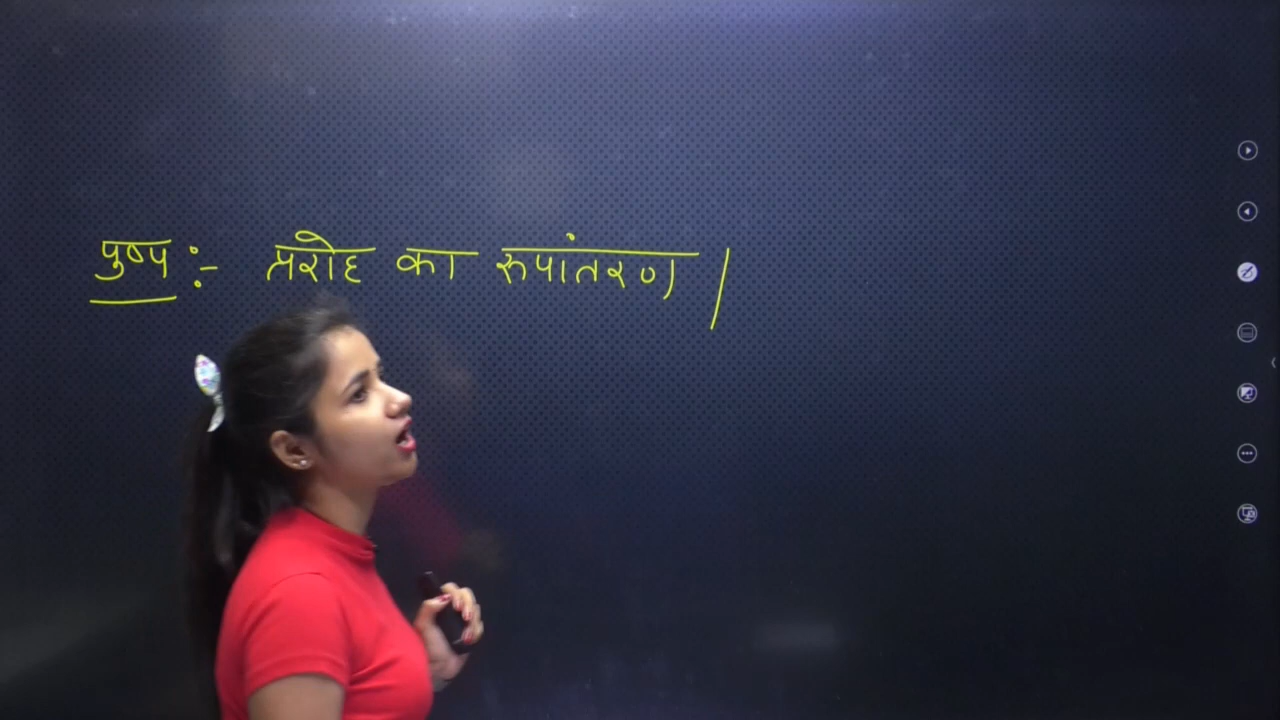 पुष्प :- प्ररोह का रूपांतरण |